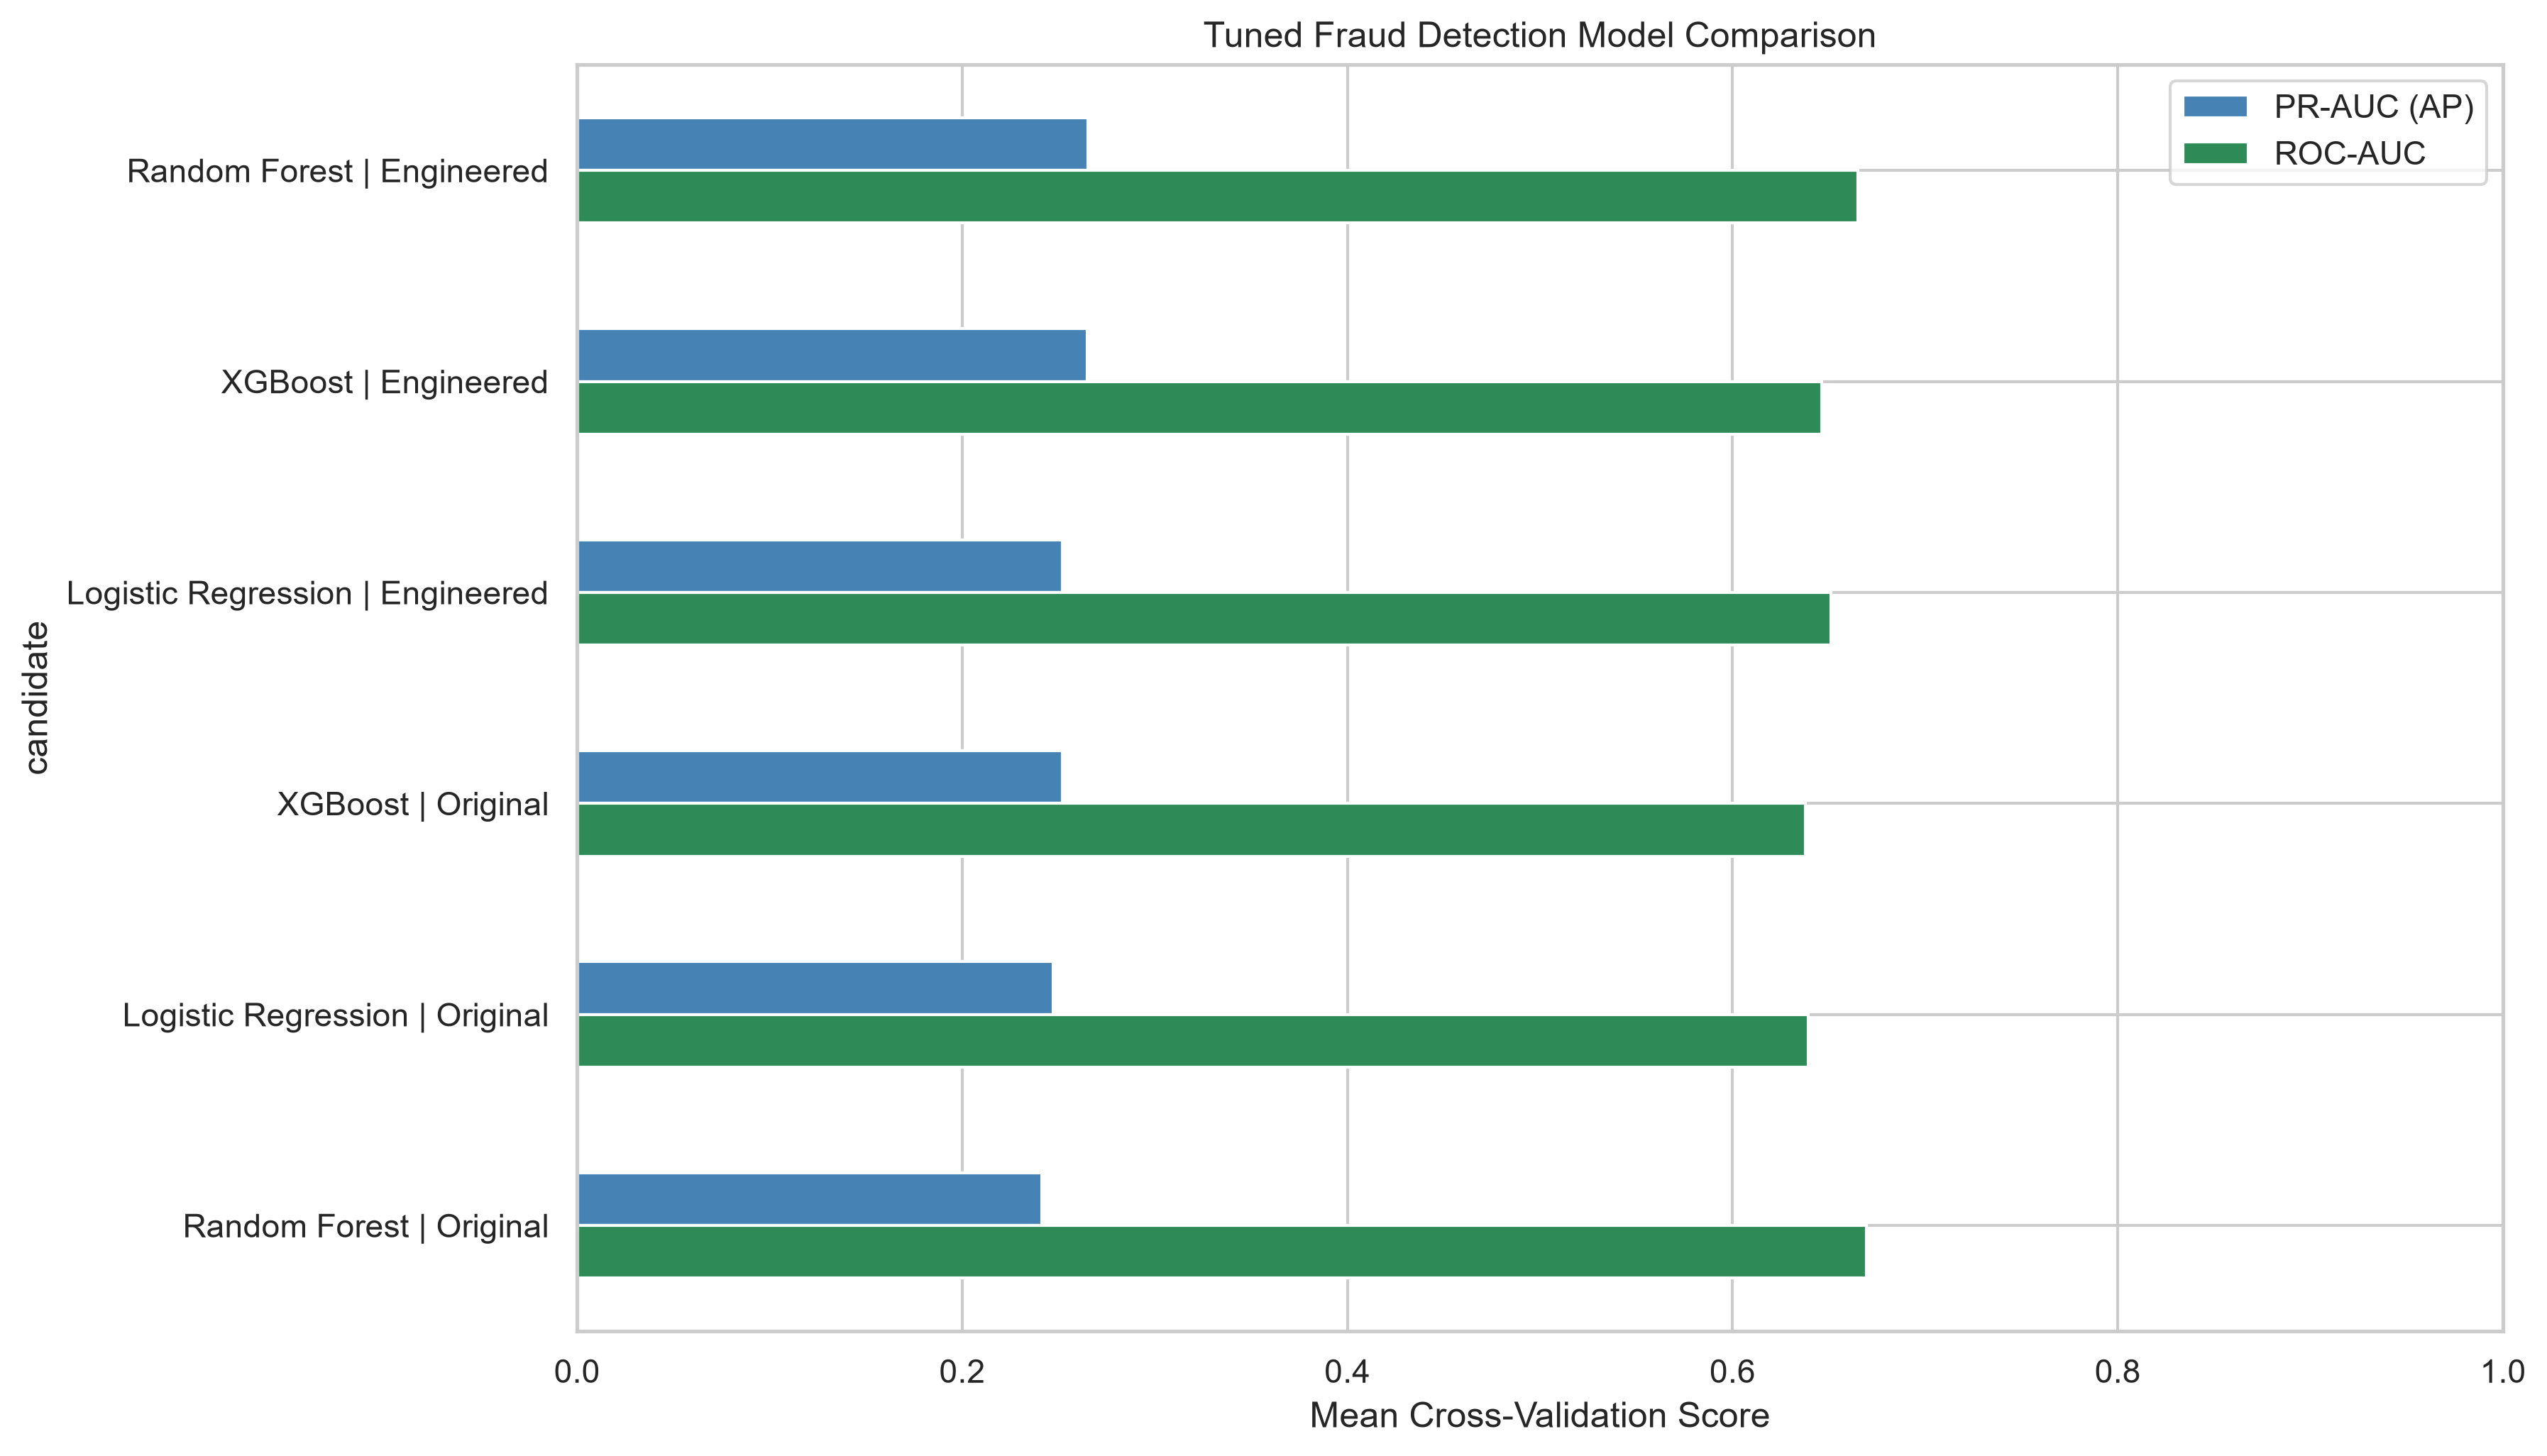 Tuned Fraud Detection Model Comparison
PR-AUC (AP)
ROC-AUC
Random Forest | Engineered
XGBoost | Engineered
Logistic Regression | Engineered
XGBoost | Original
Logistic Regression | Original
Random Forest | Original
candidate
0.0 0.2 0.4 0.6 0.8 1.0
Mean Cross-Validation Score